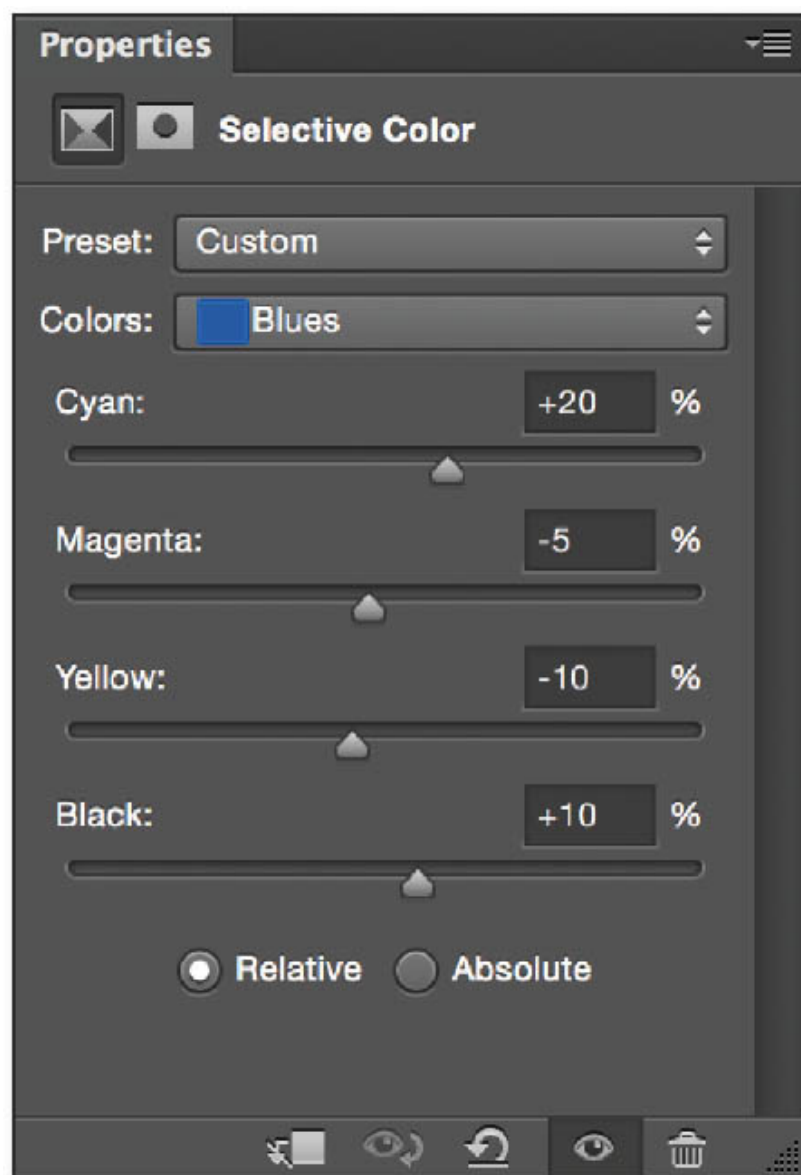 Properties
Selective Color
Preset: Custom
Colors: Blues
Cyan: +20 %
Magenta: -5 %
Yellow: -10 %
Black: +10 %
Relative Absolute